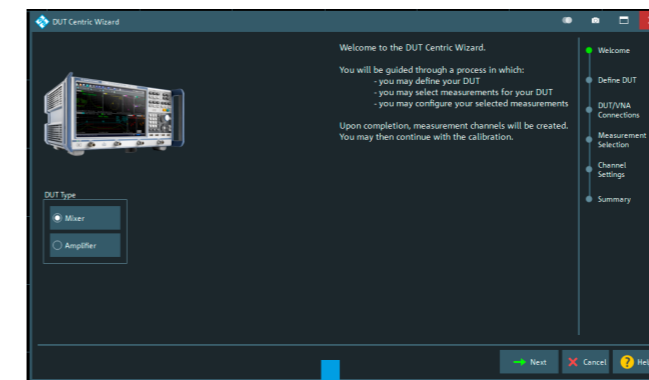 DUT Centric Wizard
Welcome to the DUT Centric Wizard.
You will be guided through a process in which:
- you may define your DUT
- you may select measurements for your DUT
- you may configure your selected measurements
Upon completion, measurement channels will be created.
You may then continue with the calibration.
DUT Type
Mixer
Amplifier
Welcome
Define DUT
DUT/VNA
Connections
Measurement
Selection
Channel
Settings
Summary
Next
Cancel